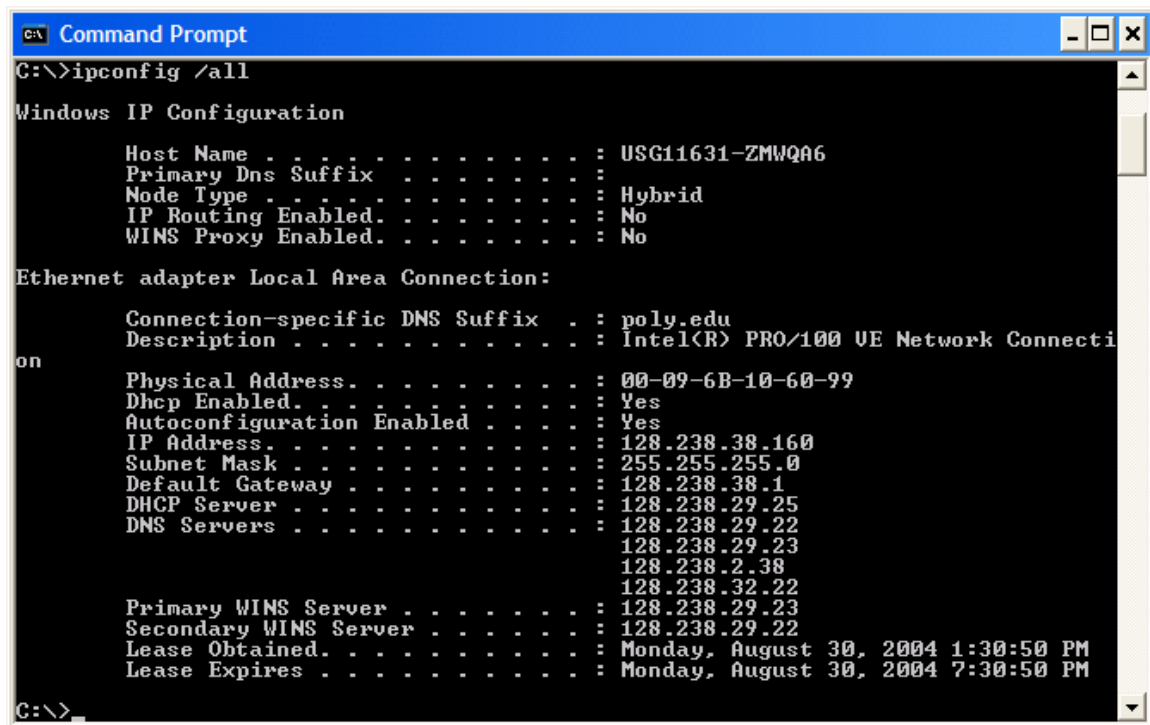 Command Prompt
C:\>ipconfig /all
Windows IP Configuration
Host Name . . . . . . . . . . . . : USG11631-ZMWQA6
Primary Dns Suffix  . . . . . . . :
Node Type . . . . . . . . . . . . : Hybrid
IP Routing Enabled. . . . . . . . : No
WINS Proxy Enabled. . . . . . . . : No
Ethernet adapter Local Area Connection:
Connection-specific DNS Suffix  . : poly.edu
Description . . . . . . . . . . . : Intel(R) PRO/100 VE Network Connecti
on
Physical Address. . . . . . . . . : 00-09-6B-10-60-99
Dhcp Enabled. . . . . . . . . . . : Yes
Autoconfiguration Enabled . . . . : Yes
IP Address. . . . . . . . . . . . : 128.238.38.160
Subnet Mask . . . . . . . . . . . : 255.255.255.0
Default Gateway . . . . . . . . . : 128.238.38.1
DHCP Server . . . . . . . . . . . : 128.238.29.25
DNS Servers . . . . . . . . . . . : 128.238.29.22
128.238.29.23
128.238.2.38
128.238.32.22
Primary WINS Server . . . . . . . : 128.238.29.23
Secondary WINS Server . . . . . . : 128.238.29.22
Lease Obtained. . . . . . . . . . : Monday, August 30, 2004 1:30:50 PM
Lease Expires . . . . . . . . . . : Monday, August 30, 2004 7:30:50 PM
C:\>_